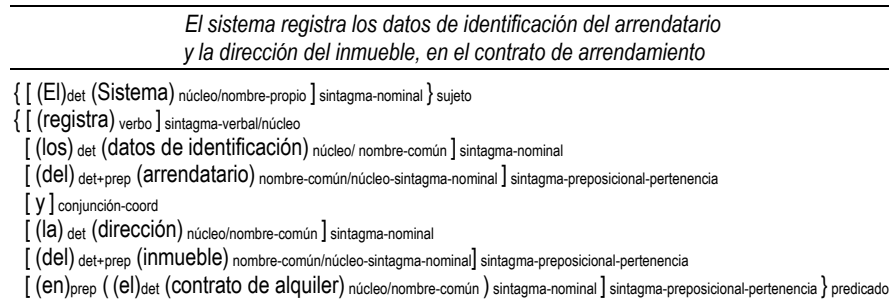 El sistema registra los datos de identificación del arrendatario
y la dirección del inmueble, en el contrato de arrendamiento
{ [ (El)det (Sistema) núcleo/nombre-propio ] sintagma-nominal } sujeto
{ [ (registra) verbo ] sintagma-verbal/núcleo
[ (los) det (datos de identificación) núcleo/ nombre-común ] sintagma-nominal
[ (del) det+prep (arrendatario) nombre-común/núcleo-sintagma-nominal ] sintagma-preposicional-pertenencia
[ y ] conjunción-coord
[ (la) det (dirección) núcleo/nombre-común ] sintagma-nominal
[ (del) det+prep (inmueble) nombre-común/núcleo-sintagma-nominal] sintagma-preposicional-pertenencia
[ (en)prep ( (el)det (contrato de alquiler) núcleo/nombre-común ) sintagma-nominal ] sintagma-preposicional-pertenencia } predicado